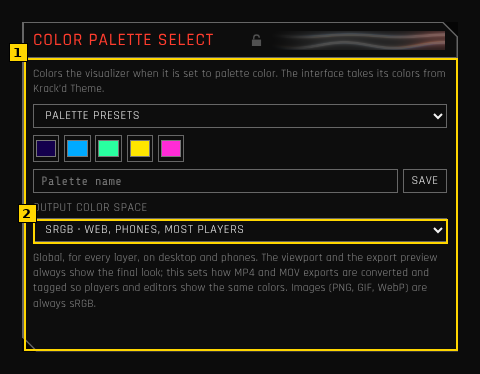 COLOR PALETTE SELECT
1
Colors the visualizer when it is set to palette color. The interface takes its colors from
Krack'd Theme.
PALETTE PRESETS
Palette name
SAVE
2
OUTPUT COLOR SPACE
SRGB · WEB, PHONES, MOST PLAYERS
Global, for every layer, on desktop and phones. The viewport and the export preview
always show the final look; this sets how MP4 and MOV exports are converted and
tagged so players and editors show the same colors. Images (PNG, GIF, WebP) are
always sRGB.